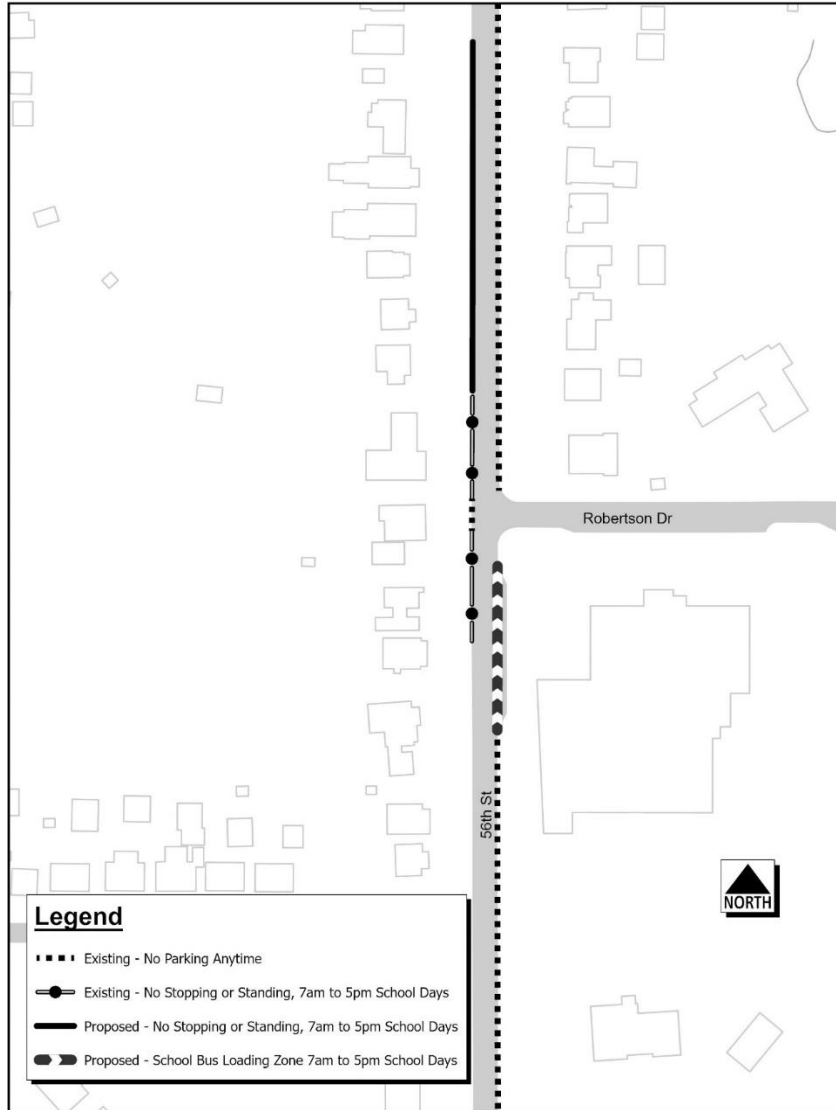 Robertson Dr
56th St
NORTH
Legend
Existing - No Parking Anytime
Existing - No Stopping or Standing, 7am to 5pm School Days
Proposed - No Stopping or Standing, 7am to 5pm School Days
Proposed - School Bus Loading Zone 7am to 5pm School Days